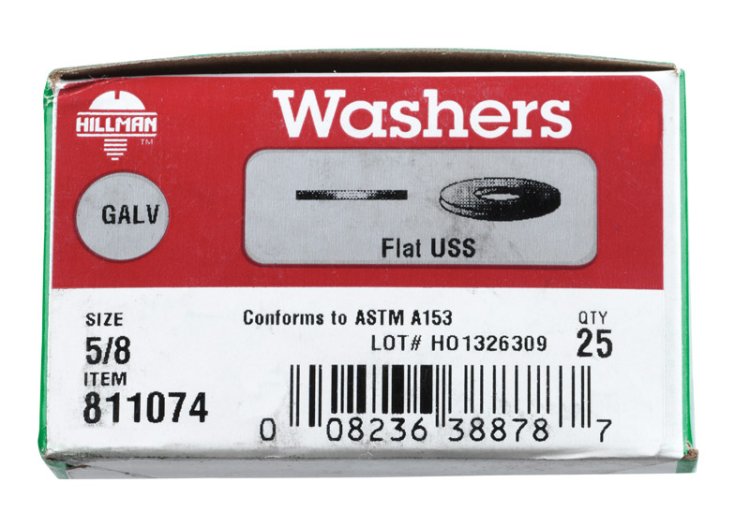 HILLMAN
TM
Washers
GALV
Flat USS
SIZE
5/8
ITEM
811074
Conforms to ASTM A153
LOT# HO1326309
QTY
25
0 08236 38878 7